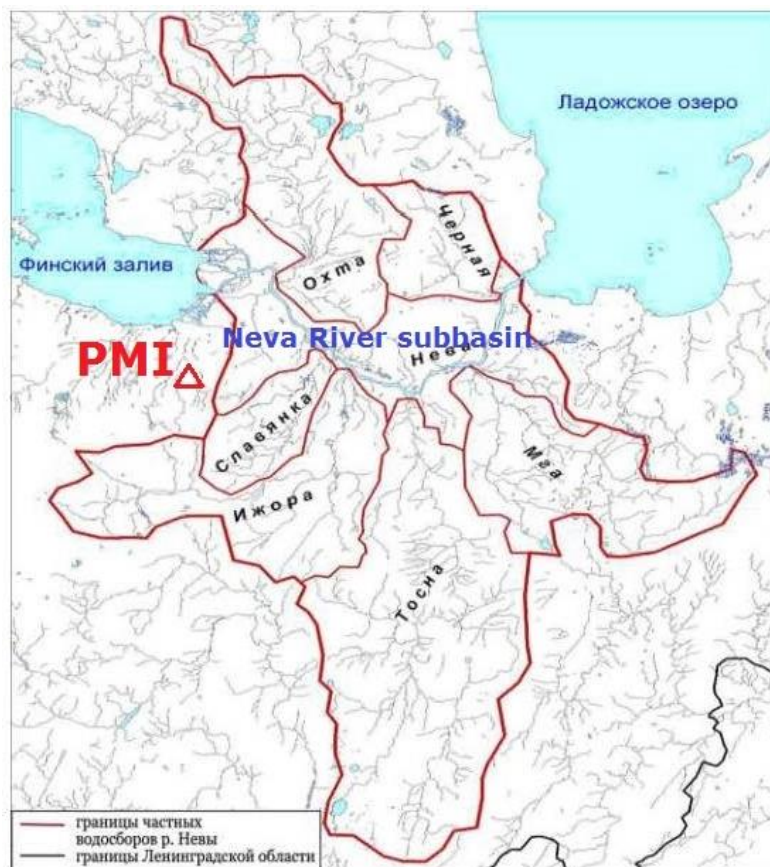 Ладожское озеро
Черная
Финский залив
Охта
Neva River subbasin
Нева
PMI
Славянка
Мга
Ижора
Тосна
границы частных
водосборов р. Невы
границы Ленинградской области